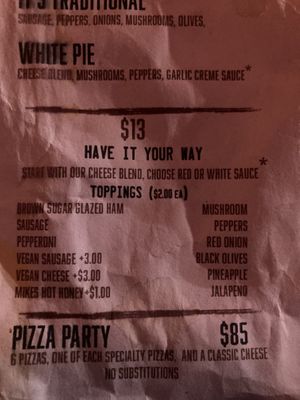 IT'S TRADITIONAL
SAUSAGE, PEPPERS, ONIONS, MUSHROOMS, OLIVES,
WHITE PIE
CHEESE BLEND, MUSHROOMS, PEPPERS, GARLIC CREME SAUCE*
$13
HAVE IT YOUR WAY
START WITH OUR CHEESE BLEND, CHOOSE RED OR WHITE SAUCE*
TOPPINGS ($2.00 EA)
BROWN SUGAR GLAZED HAM MUSHROOM
SAUSAGE PEPPERS
PEPPERONI RED ONION
VEGAN SAUSAGE +3.00 BLACK OLIVES
VEGAN CHEESE +$3.00 PINEAPPLE
MIKES HOT HONEY +$1.00 JALAPENO
PIZZA PARTY $85
6 PIZZAS, ONE OF EACH SPECIALTY PIZZAS, AND A CLASSIC CHEESE
NO SUBSTITUTIONS